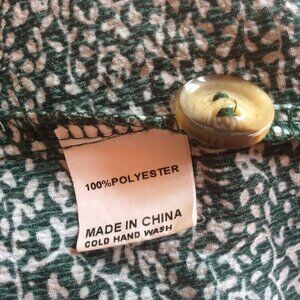 100%POLYESTER
MADE IN CHINA
COLD HAND WASH